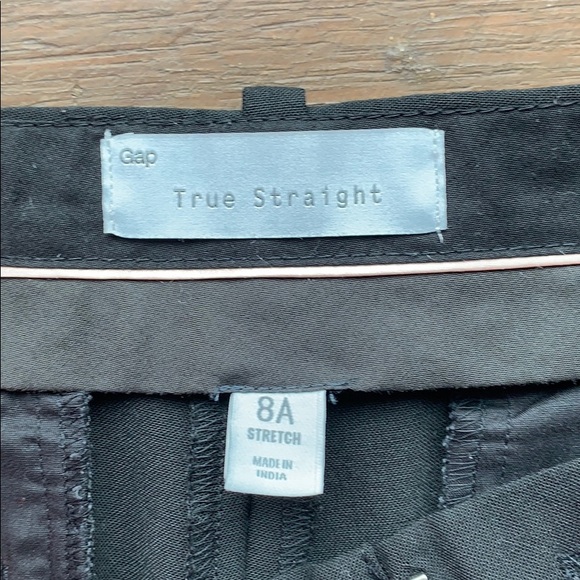 Gap
True Straight
8A
STRETCH
MADE IN
INDIA